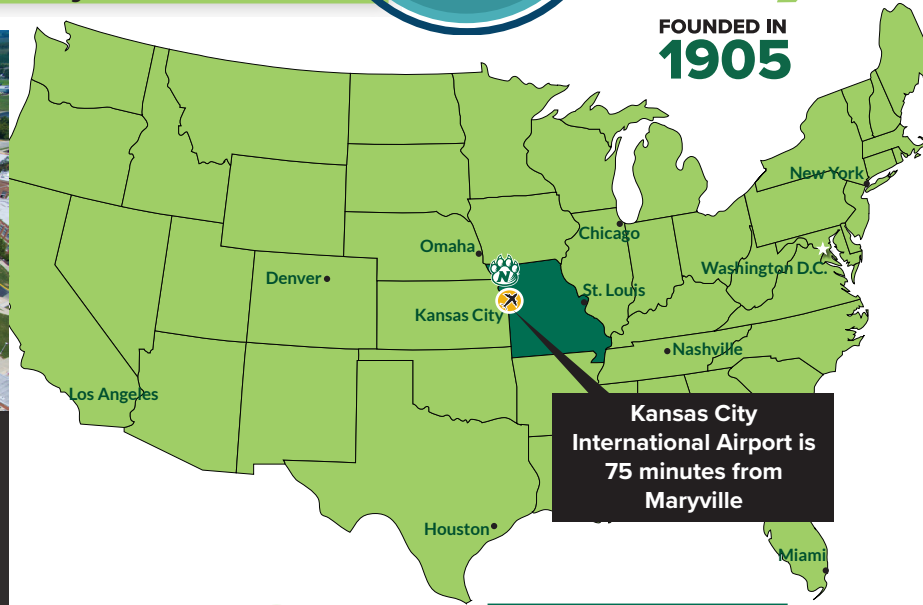 FOUNDED IN
1905
New York
Chicago
Omaha
Washington D.C.
Denver
St. Louis
N
Kansas City
Nashville
Los Angeles
Kansas City
International Airport is
75 minutes from
Maryville
Houston
Miami